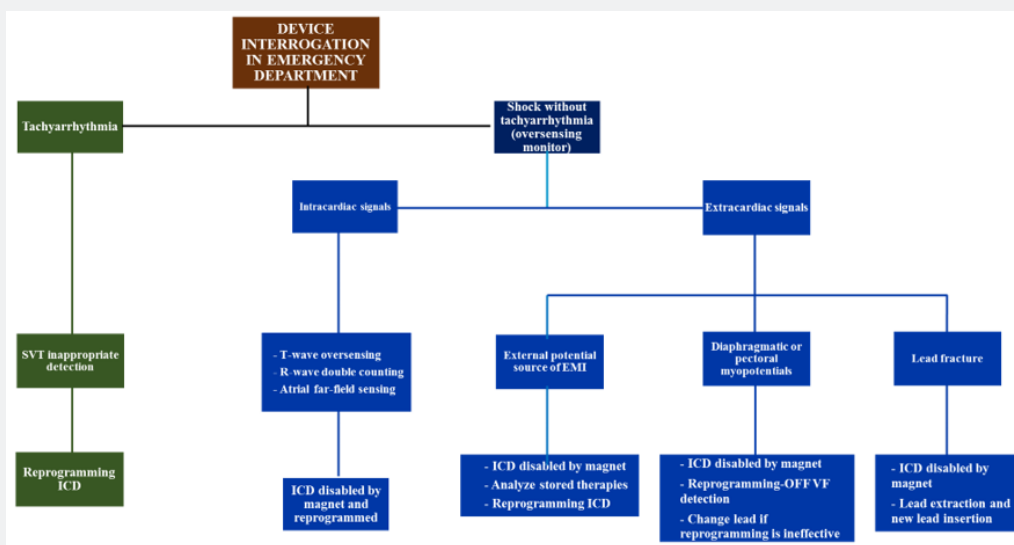 DEVICE
INTERROGATION
IN EMERGENCY
DEPARTMENT
Tachyarrhythmia
Shock without
tachyarrhythmia
(oversensing
monitor)
Intracardiac signals
Extracardiac signals
SVT inappropriate
detection
- T-wave oversensing
- R-wave double counting
- Atrial far-field sensing
External potential
source of EMI
Diaphragmatic or
pectoral
myopotentials
Lead fracture
Reprogramming
ICD
ICD disabled by
magnet and
reprogrammed
- ICD disabled by magnet
- Analyze stored therapies
- Reprogramming ICD
- ICD disabled by magnet
- Reprogramming-OFF VF
detection
- Change lead if
reprogramming is ineffective
- ICD disabled by
magnet
- Lead extraction and
new lead insertion